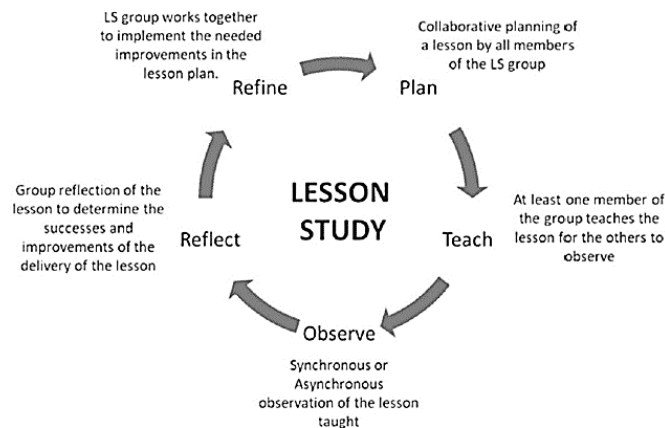 LS group works together
to implement the needed
improvements in the
lesson plan.
Refine
Collaborative planning of
a lesson by all members
of the LS group
Plan
LESSON
STUDY
At least one member of
the group teaches the
lesson for the others to
observe
Teach
Observe
Synchronous or
Asynchronous
observation of the lesson
taught
Group reflection of the
lesson to determine the
successes and
improvements of the
delivery of the lesson
Reflect